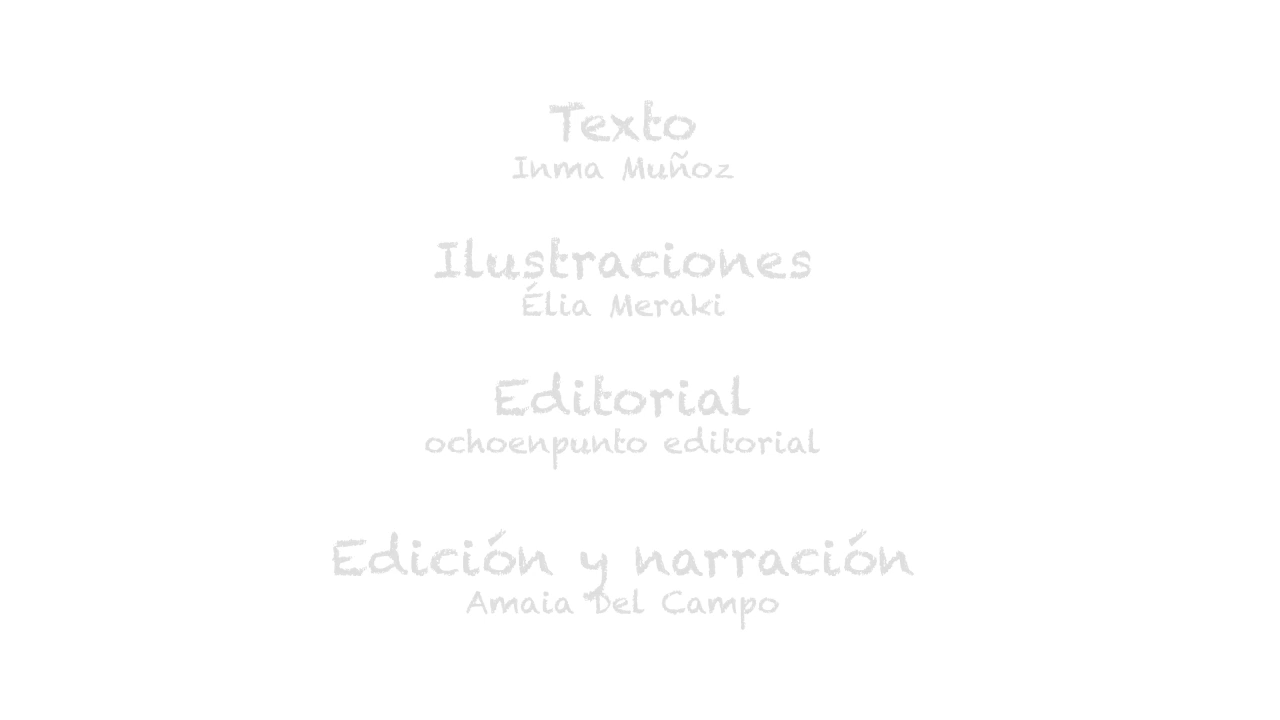 Texto
Inma Muñoz
Ilustraciones
Élia Meraki
Editorial
ochoenpunto editorial
Edición y narración
Amaia Del Campo